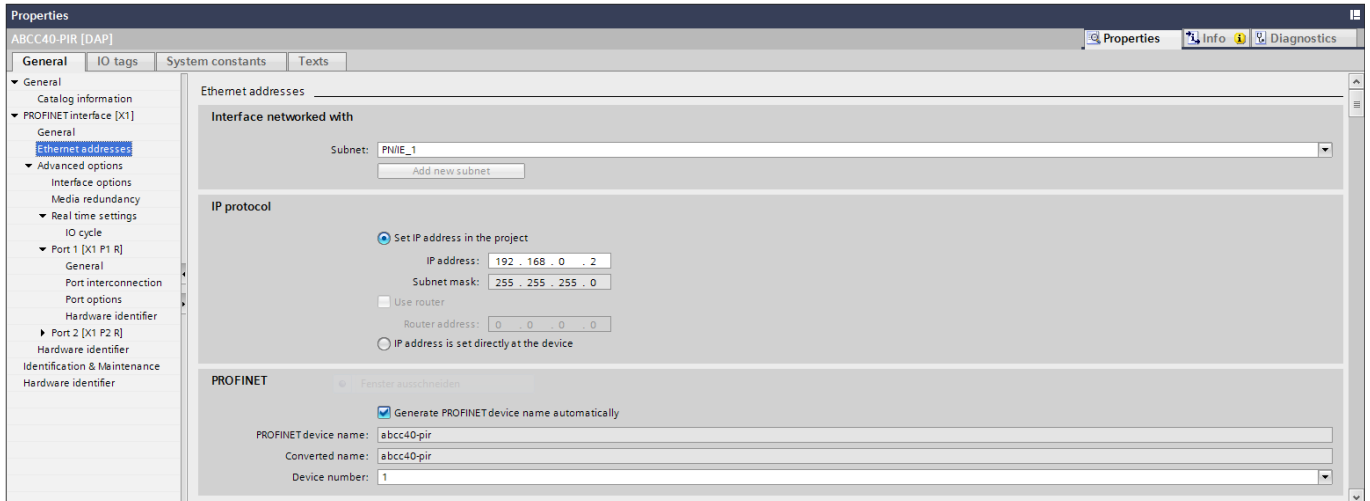 Properties
ABCC40-PIR [DAP]
Properties
Info
Diagnostics
General
IO tags
System constants
Texts
General
Catalog information
PROFINET interface [X1]
General
Ethernet addresses
Advanced options
Interface options
Media redundancy
Real time settings
IO cycle
Port 1 [X1 P1 R]
General
Port interconnection
Port options
Hardware identifier
Port 2 [X1 P2 R]
Hardware identifier
Identification & Maintenance
Hardware identifier
Ethernet addresses
Interface networked with
Subnet: PN/IE_1
Add new subnet
IP protocol
Set IP address in the project
IP address: 192 . 168 . 0 . 2
Subnet mask: 255 . 255 . 255 . 0
Use router
Router address: 0 . 0 . 0 . 0
IP address is set directly at the device
PROFINET
Fenster ausschneiden
Generate PROFINET device name automatically
PROFINET device name: abcc40-pir
Converted name: abcc40-pir
Device number: 1